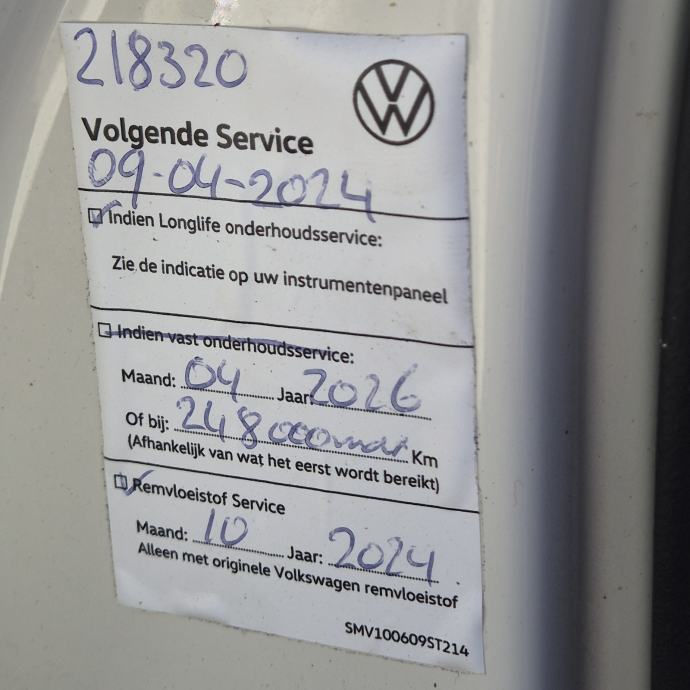 218320
Volgende Service
09-04-2024
Indien Longlife onderhoudsservice:
Zie de indicatie op uw instrumentenpaneel
Indien vast onderhoudsservice:
Maand: 04 Jaar: 2026
Of bij: 248000max Km
(Afhankelijk van wat het eerst wordt bereikt)
Remvloeistof Service
Maand: 10 Jaar: 2024
Alleen met originele Volkswagen remvloeistof
SMV100609ST214